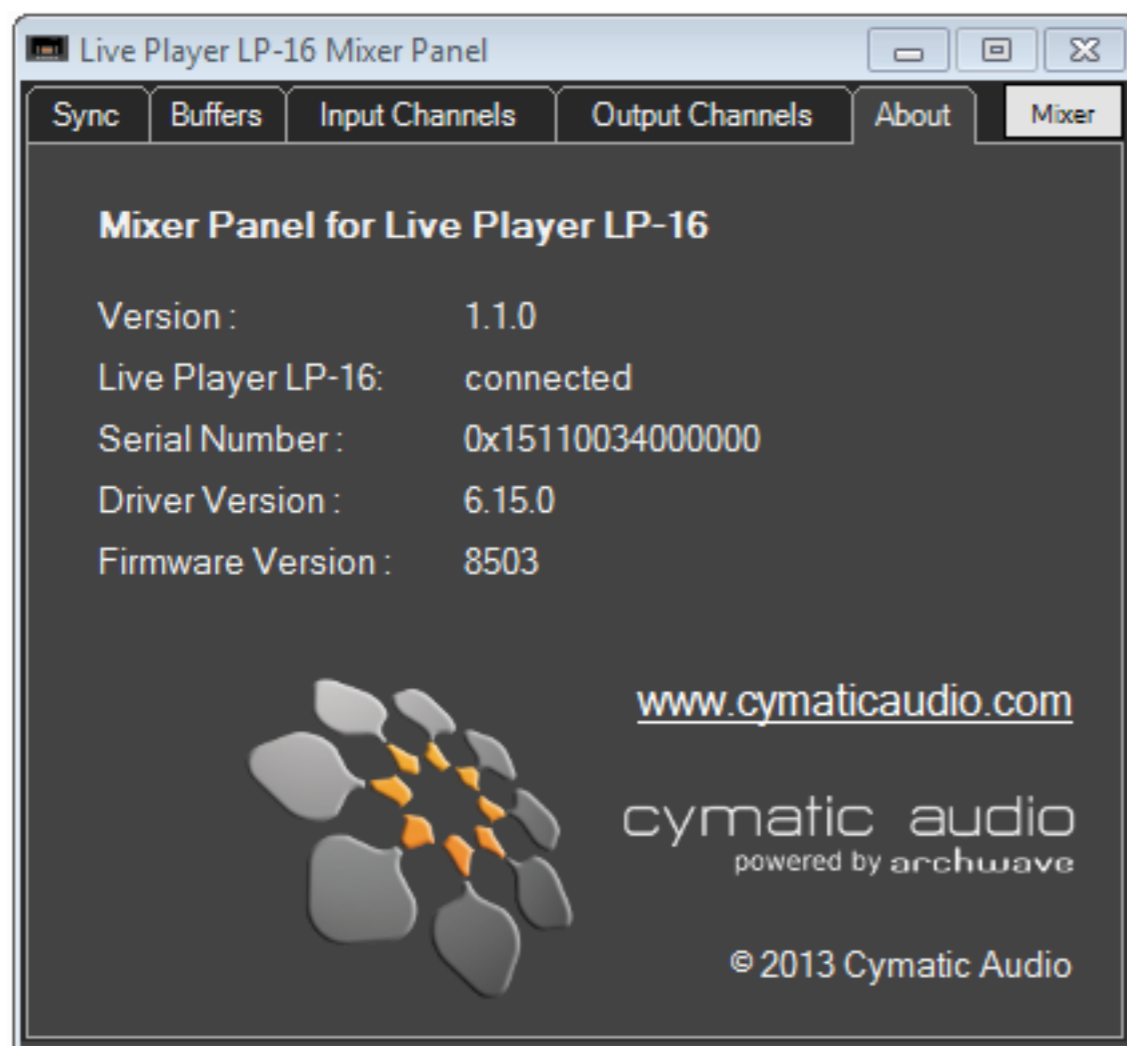 Live Player LP-16 Mixer Panel
Sync Buffers Input Channels Output Channels About Mixer
Mixer Panel for Live Player LP-16
Version : 1.1.0
Live Player LP-16: connected
Serial Number : 0x15110034000000
Driver Version : 6.15.0
Firmware Version : 8503
www.cymaticaudio.com
cymatic audio
powered by archwave
© 2013 Cymatic Audio